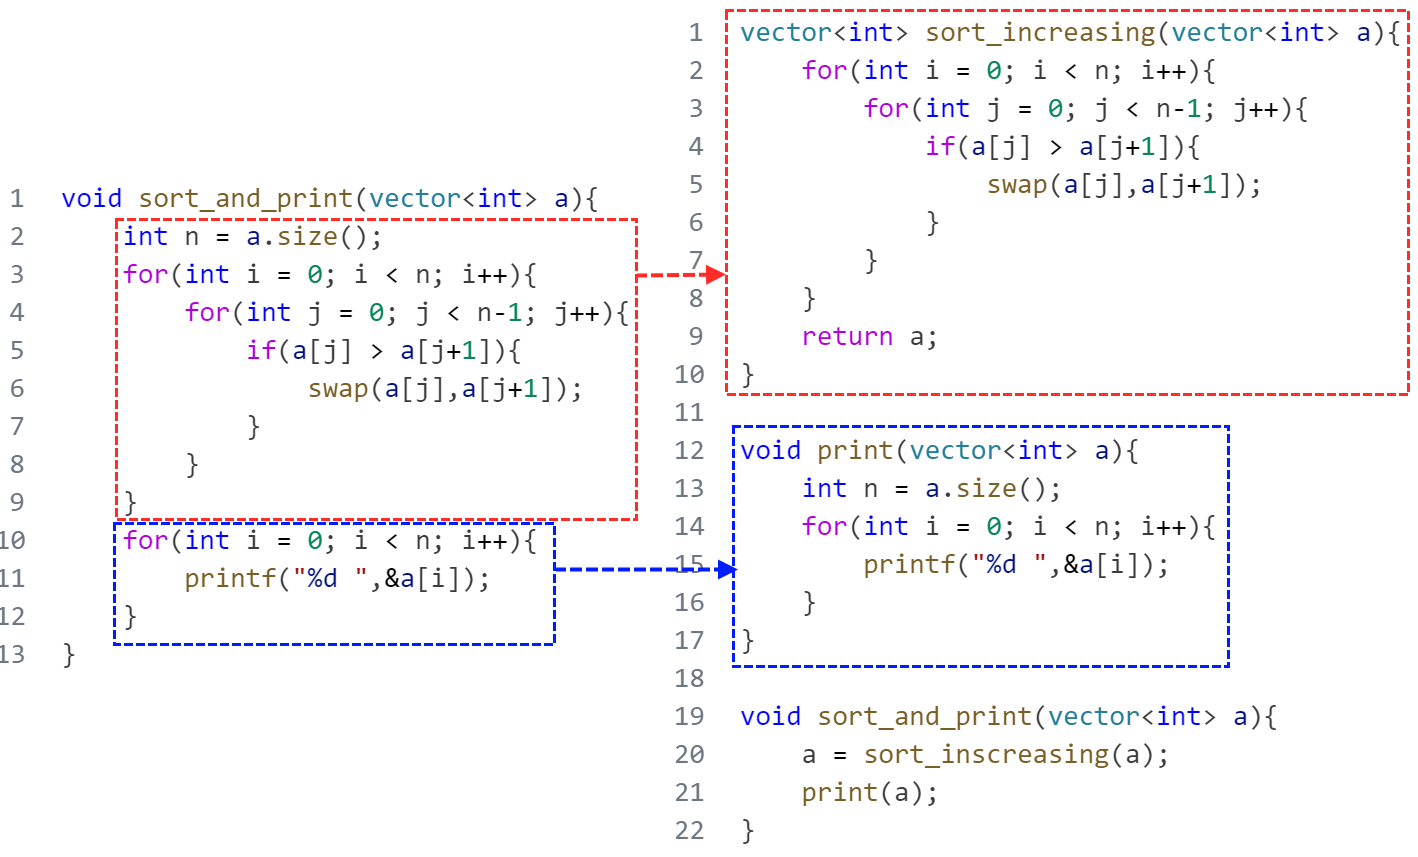 1 void sort_and_print(vector<int> a){
2 int n = a.size();
3 for(int i = 0; i < n; i++){
4 for(int j = 0; j < n-1; j++){
5 if(a[j] > a[j+1]){
6 swap(a[j],a[j+1]);
7 }
8 }
9 }
10 for(int i = 0; i < n; i++){
11 printf("%d ",&a[i]);
12 }
13 }
1 vector<int> sort_increasing(vector<int> a){
2 for(int i = 0; i < n; i++){
3 for(int j = 0; j < n-1; j++){
4 if(a[j] > a[j+1]){
5 swap(a[j],a[j+1]);
6 }
7 }
8 }
9 return a;
10 }
11
12 void print(vector<int> a){
13 int n = a.size();
14 for(int i = 0; i < n; i++){
15 printf("%d ",&a[i]);
16 }
17 }
18
19 void sort_and_print(vector<int> a){
20 a = sort_inscreasing(a);
21 print(a);
22 }